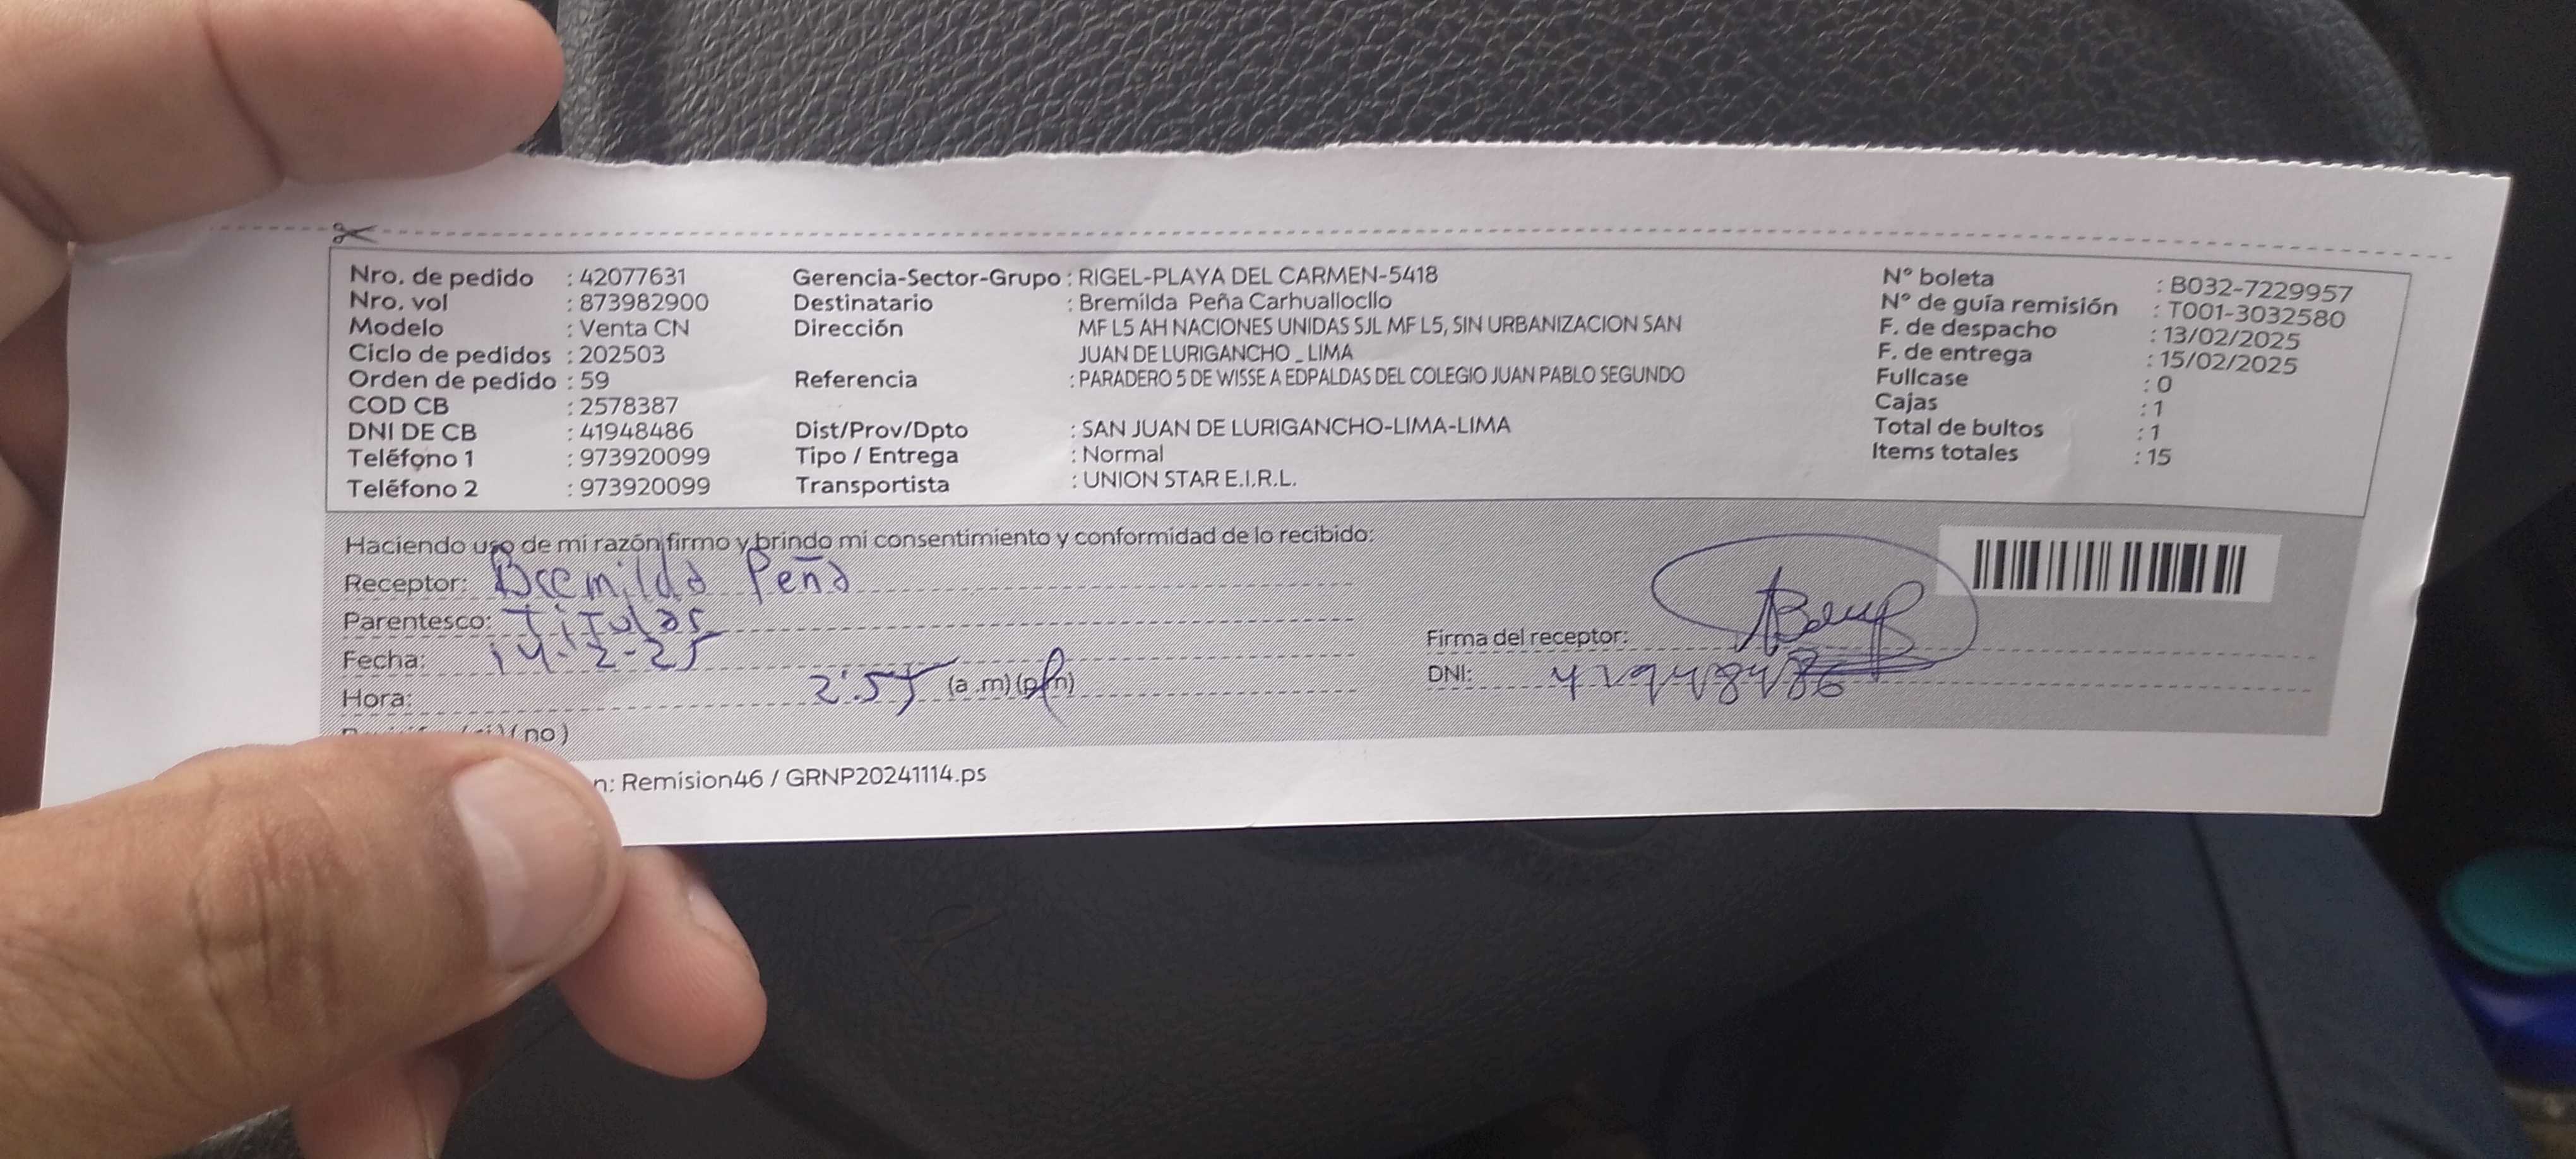 Nro. de pedido : 42077631
Nro. vol : 873982900
Modelo : Venta CN
Ciclo de pedidos : 202503
Orden de pedido : 59
COD CB : 2578387
DNI DE CB : 41948486
Teléfono 1 : 973920099
Teléfono 2 : 973920099
Gerencia-Sector-Grupo : RIGEL-PLAYA DEL CARMEN-5418
Destinatario : Bremilda Peña Carhuallocllo
Dirección MF L5 AH NACIONES UNIDAS SJL MF L5, SIN URBANIZACION SAN
JUAN DE LURIGANCHO _ LIMA
Referencia : PARADERO 5 DE WISSE A EDPALDAS DEL COLEGIO JUAN PABLO SEGUNDO
Dist/Prov/Dpto : SAN JUAN DE LURIGANCHO-LIMA-LIMA
Tipo / Entrega : Normal
Transportista : UNION STAR E.I.R.L.
N° boleta : B032-7229957
N° de guía remisión : T001-3032580
F. de despacho : 13/02/2025
F. de entrega : 15/02/2025
Fullcase : 0
Cajas : 1
Total de bultos : 1
Items totales : 15
Haciendo uso de mi razón firmo y brindo mi consentimiento y conformidad de lo recibido:
Receptor: Bremilda Peña
Parentesco: Titular
Fecha: 14-2-25
Hora: 2:55 (a .m) (p.m)
Firma del receptor:
DNI: 41948486
(no)
n: Remision46 / GRNP20241114.ps